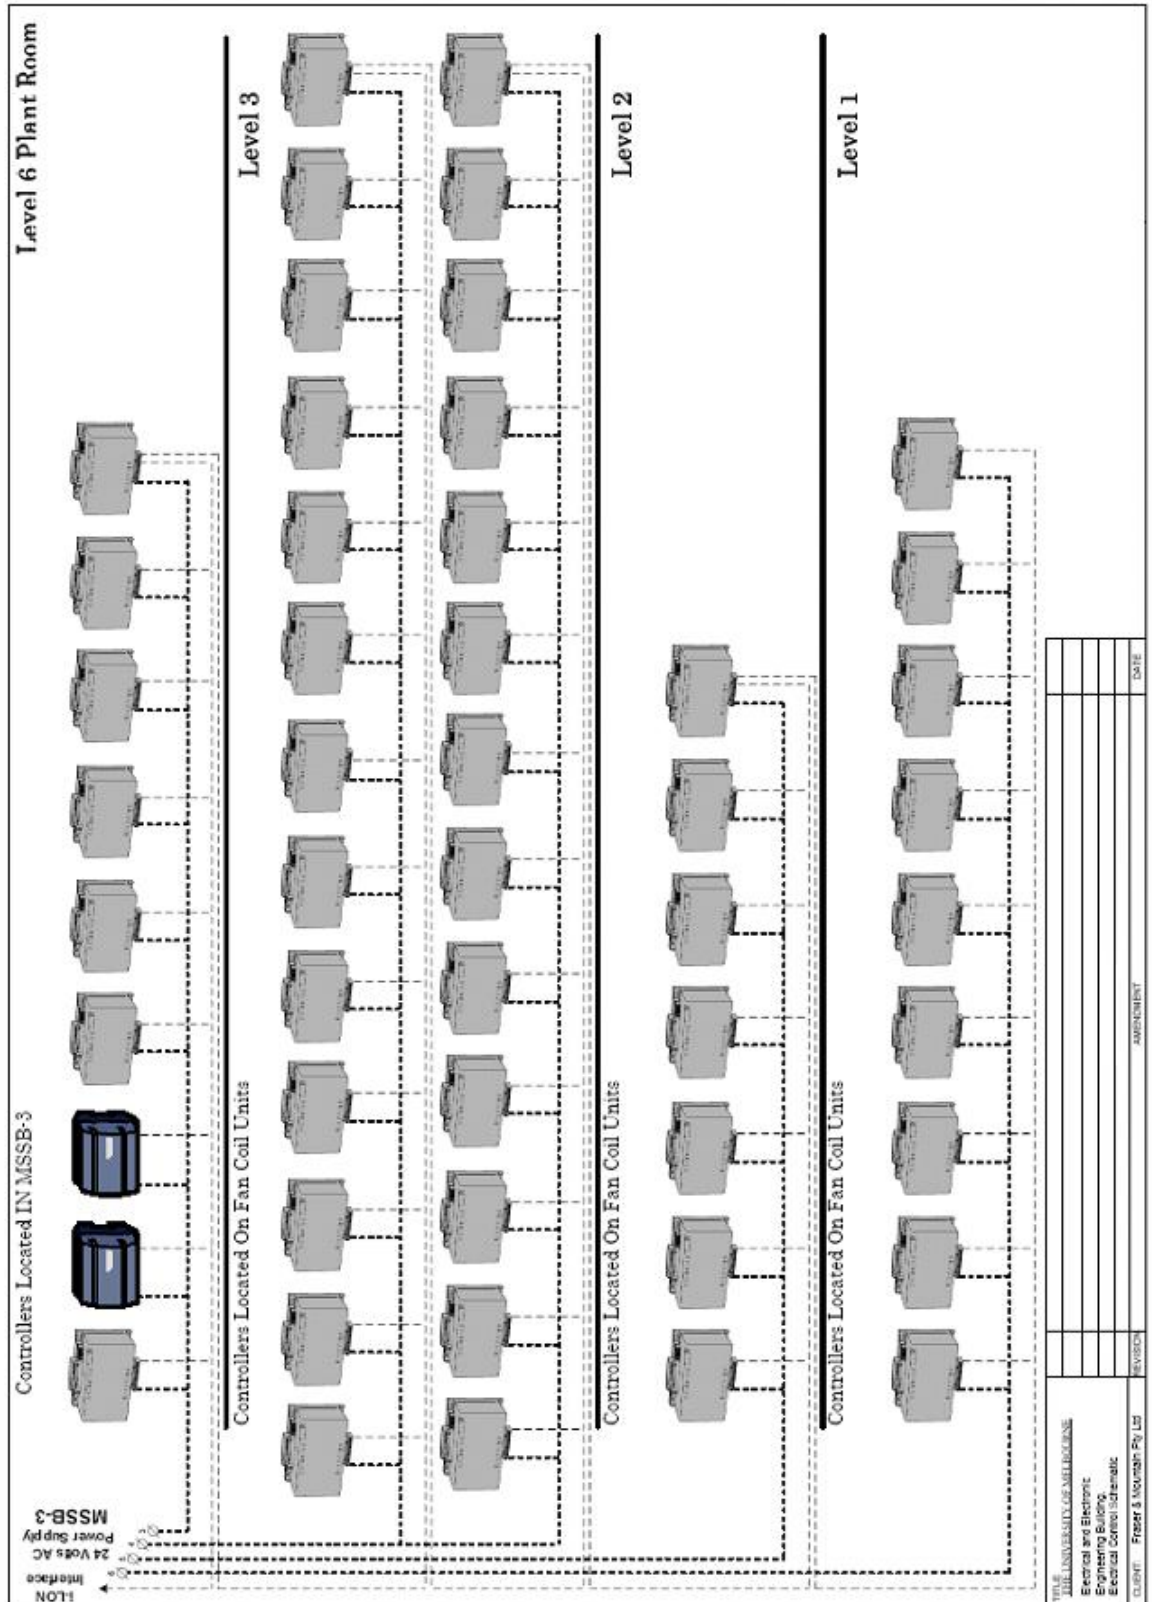 Level 6 Plant Room
Controllers Located IN MSSB-3
Level 3
Controllers Located On Fan Coil Units
Level 2
Controllers Located On Fan Coil Units
Level 1
Controllers Located On Fan Coil Units
i-LON
Interface
24 Volts AC
Power Supply
MSSB-3
TITLE
THE UNIVERSITY OF MELBOURNE
Electrical and Electronic
Engineering Building.
Electrical Control Schematic
CLIENT: Fraser & Mountain Pty Ltd
REVISION
AMENDMENT
DATE